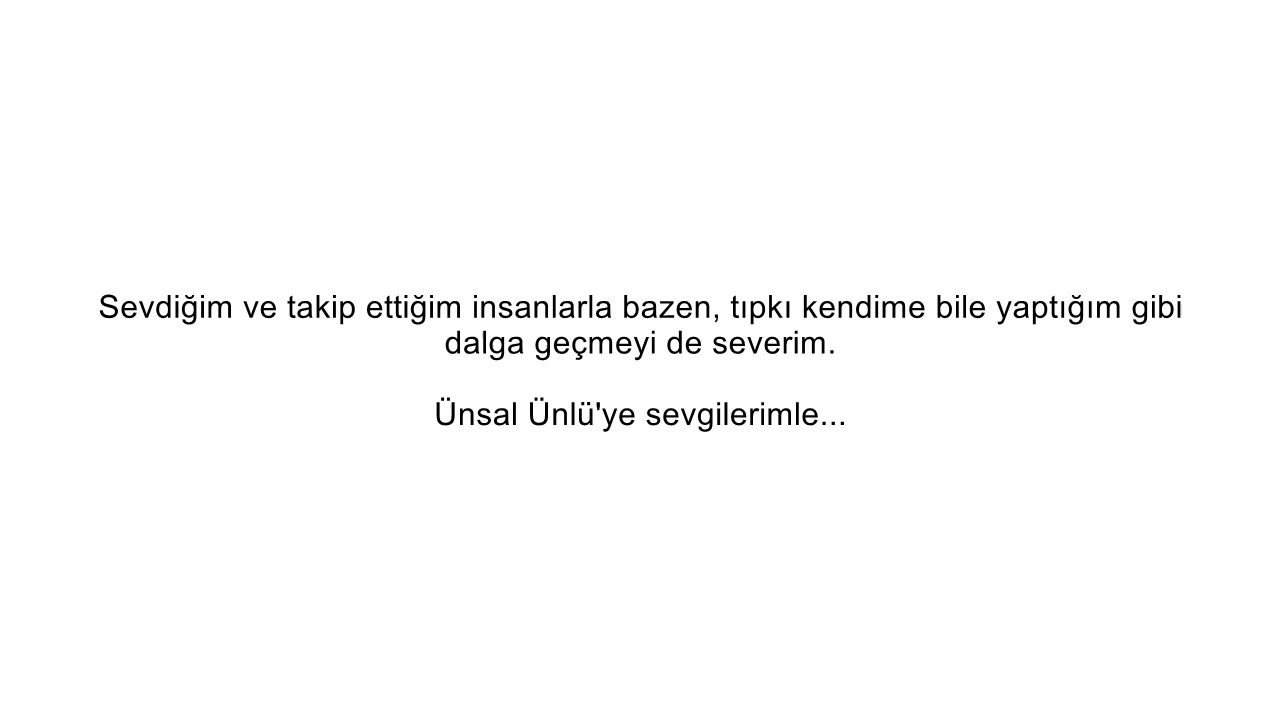 Sevdiğim ve takip ettiğim insanlarla bazen, tıpkı kendime bile yaptığım gibi
dalga geçmeyi de severim.
Ünsal Ünlü'ye sevgilerimle...